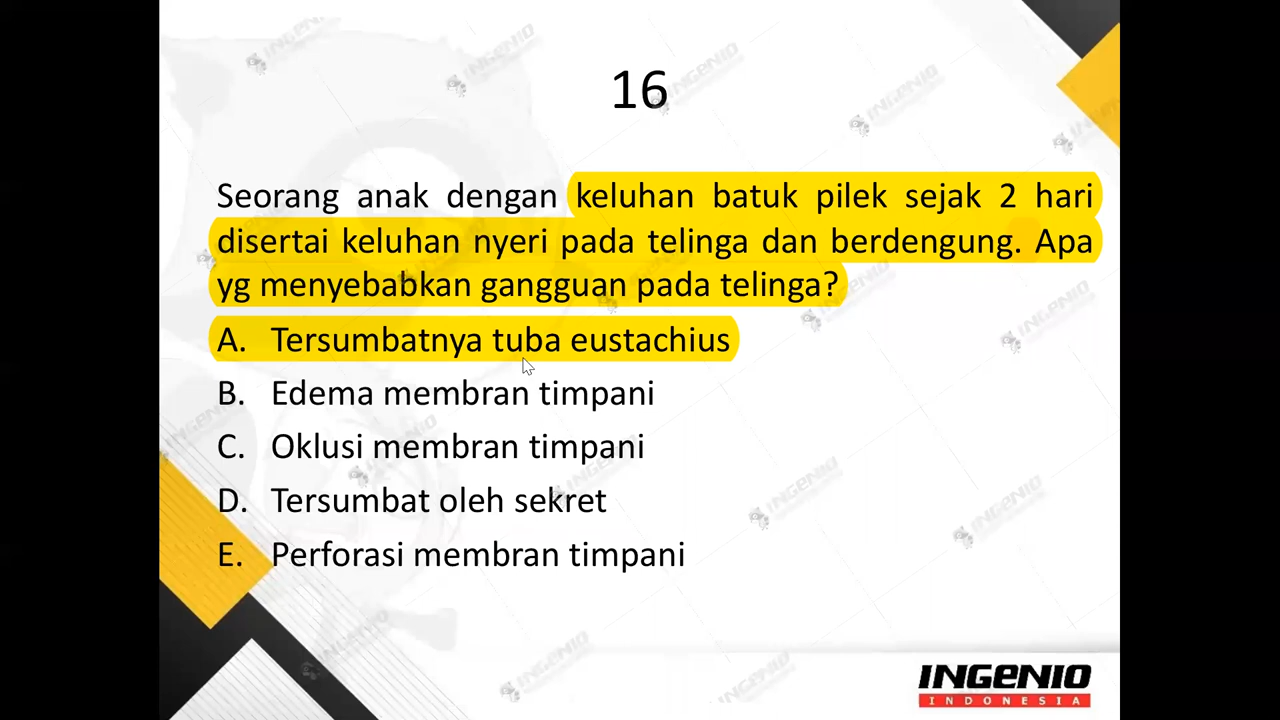 16
Seorang anak dengan keluhan batuk pilek sejak 2 hari
disertai keluhan nyeri pada telinga dan berdengung. Apa
yg menyebabkan gangguan pada telinga?
A. Tersumbatnya tuba eustachius
B. Edema membran timpani
C. Oklusi membran timpani
D. Tersumbat oleh sekret
E. Perforasi membran timpani
INGENIO
INDONESIA